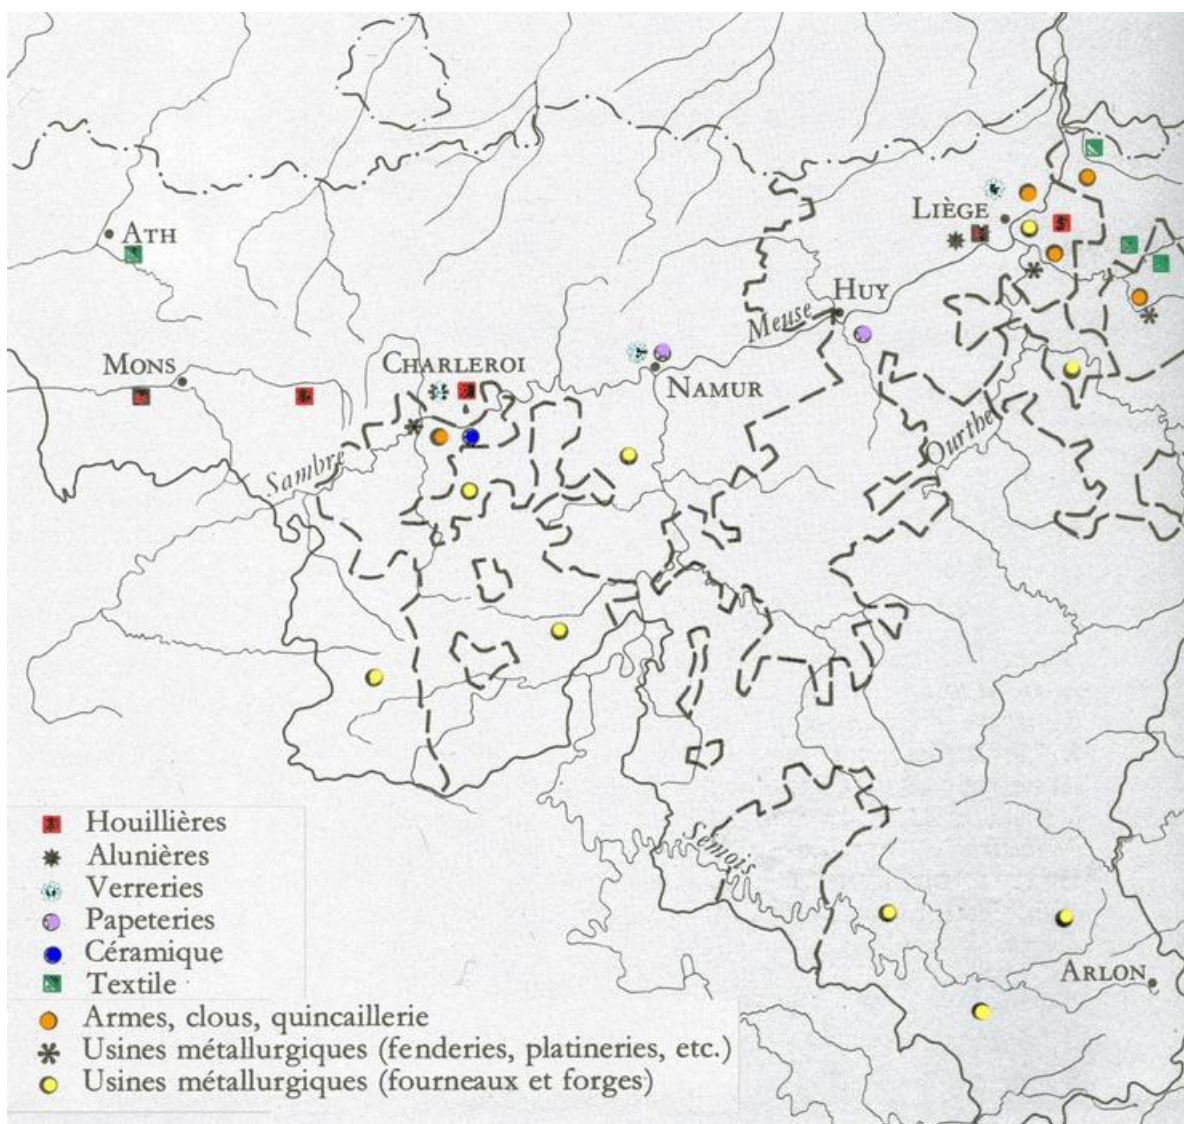 LIÈGE
ATH
HUY
Meuse
MONS
CHARLEROI
NAMUR
Ourthe
Sambre
Semois
Houillières
Alunières
Verreries
Papeteries
Céramique
Textile
ARLON
Armes, clous, quincaillerie
Usines métallurgiques (fenderies, platineries, etc.)
Usines métallurgiques (fourneaux et forges)